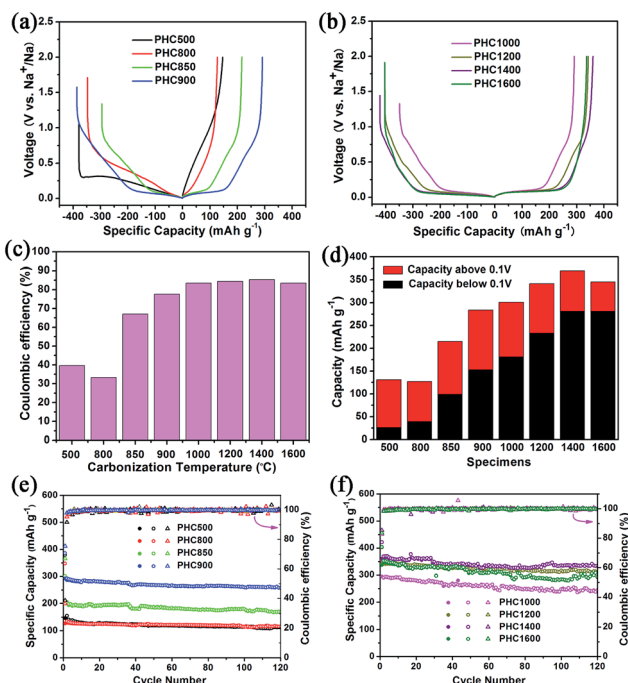 (a)
2.5
2.0
1.5
1.0
0.5
0.0
Voltage (V vs. Na+/Na)
PHC500
PHC800
PHC850
PHC900
-400 -300 -200 -100 0 100 200 300 400
Specific Capacity (mAh g-1)
(b)
2.0
1.5
1.0
0.5
0.0
Voltage (V vs. Na+/Na)
PHC1000
PHC1200
PHC1400
PHC1600
-400 -300 -200 -100 0 100 200 300 400
Specific Capacity (mAh g-1)
(c)
100
90
80
70
60
50
40
30
20
10
0
Coulombic efficiency (%)
500 800 850 900 1000 1200 1400 1600
Carbonization Temperature (°C)
(d)
400
350
300
250
200
150
100
50
0
Capacity (mAh g-1)
Capacity above 0.1V
Capacity below 0.1V
500 800 850 900 1000 1200 1400 1600
Specimens
(e)
600
500
400
300
200
100
0
Specific Capacity (mAh g-1)
PHC500
PHC800
PHC850
PHC900
100
80
60
40
20
0
Coulombic efficiency (%)
0 20 40 60 80 100 120
Cycle Number
(f)
600
500
400
300
200
100
0
Specific Capacity (mAh g-1)
PHC1000
PHC1200
PHC1400
PHC1600
100
80
60
40
20
0
Coulombic efficiency (%)
0 20 40 60 80 100 120
Cycle Number